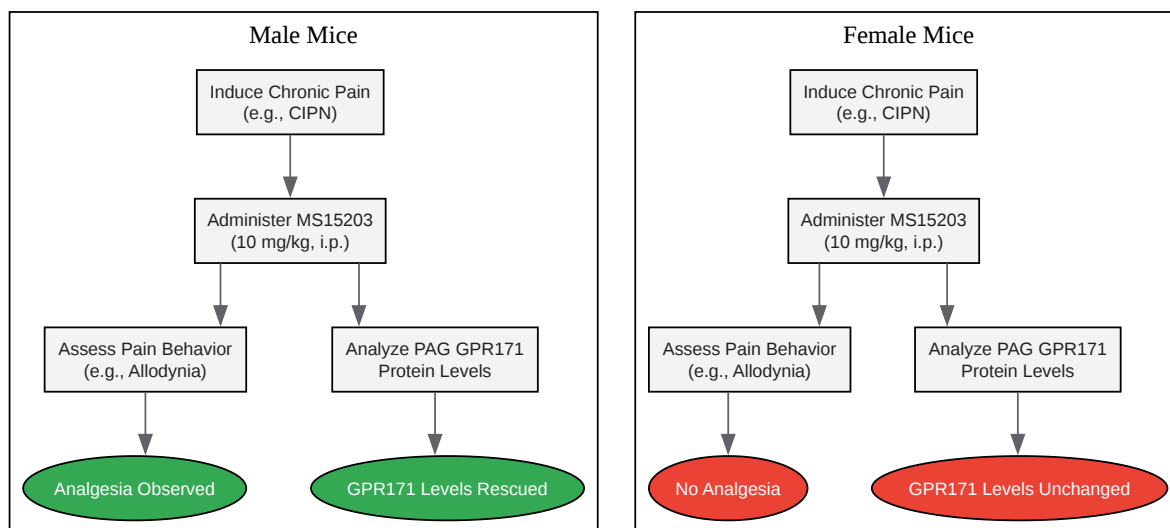 Male Mice
Induce Chronic Pain
(e.g., CIPN)
Administer MS15203
(10 mg/kg, i.p.)
Assess Pain Behavior
(e.g., Allodynia)
Analyze PAG GPR171
Protein Levels
Analgesia Observed
GPR171 Levels Rescued
Female Mice
Induce Chronic Pain
(e.g., CIPN)
Administer MS15203
(10 mg/kg, i.p.)
Assess Pain Behavior
(e.g., Allodynia)
Analyze PAG GPR171
Protein Levels
No Analgesia
GPR171 Levels Unchanged